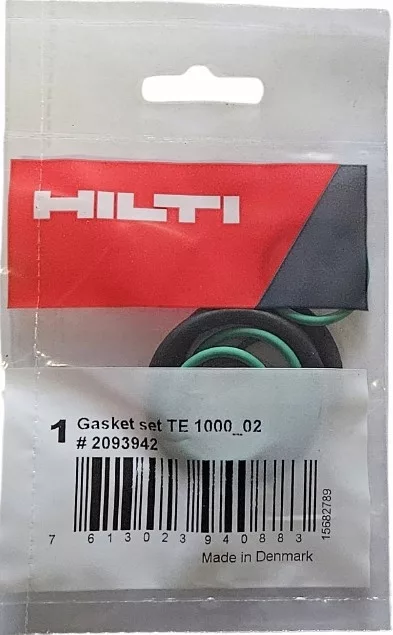 HILTI
1 Gasket set TE 1000_02
# 2093942
7 613023 940883
15682789
Made in Denmark